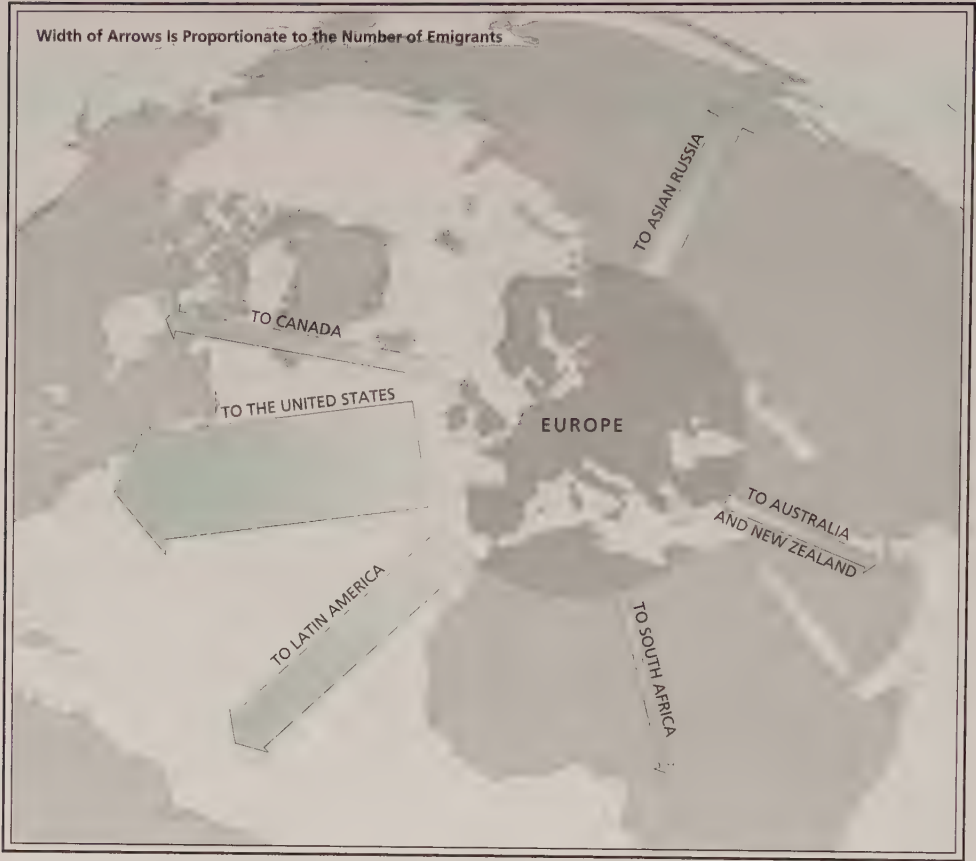 Width of Arrows Is Proportionate to the Number of Emigrants
TO ASIAN RUSSIA
TO CANADA
TO THE UNITED STATES
EUROPE
TO AUSTRALIA
AND NEW ZEALAND
TO LATIN AMERICA
TO SOUTH AFRICA